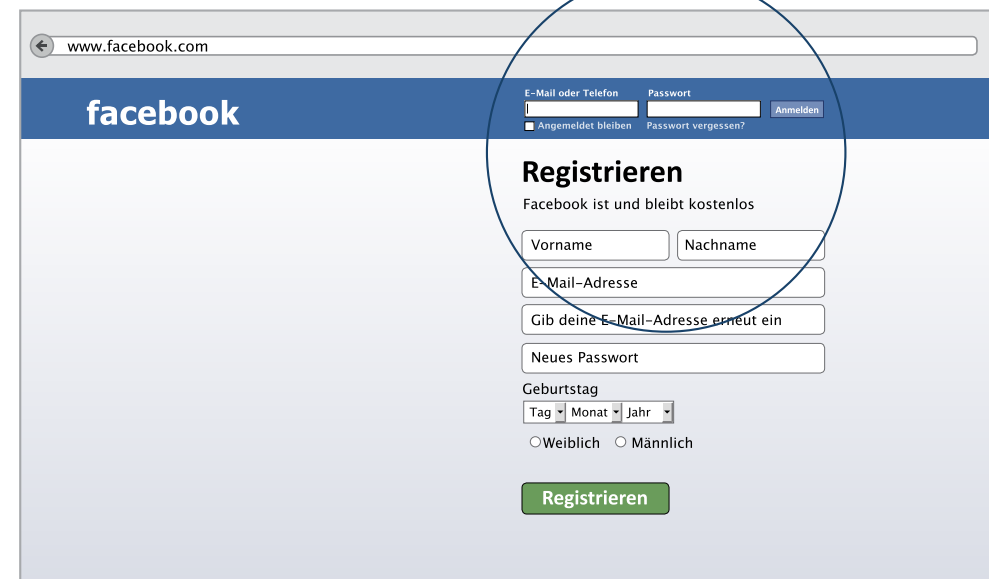 www.facebook.com
facebook
E-Mail oder Telefon Passwort
Anmelden
Angemeldet bleiben Passwort vergessen?
Registrieren
Facebook ist und bleibt kostenlos
Vorname Nachname
E-Mail-Adresse
Gib deine E-Mail-Adresse erneut ein
Neues Passwort
Geburtstag
Tag Monat Jahr
Weiblich Männlich
Registrieren